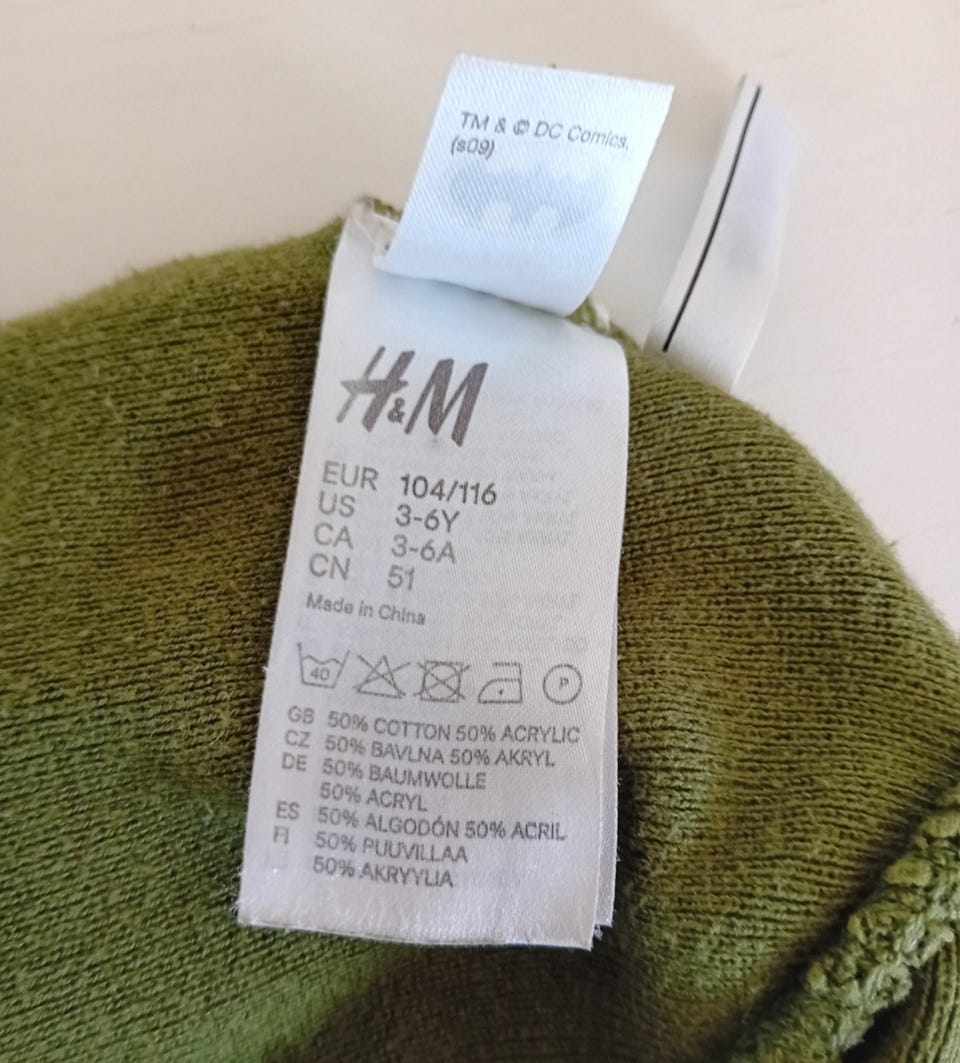 TM & © DC Comics.
(s09)
H&M
EUR 104/116
US 3-6Y
CA 3-6A
CN 51
Made in China
40 P
GB 50% COTTON 50% ACRYLIC
CZ 50% BAVLNA 50% AKRYL
DE 50% BAUMWOLLE
50% ACRYL
ES 50% ALGODÓN 50% ACRIL
FI 50% PUUVILLAA
50% AKRYYLIA